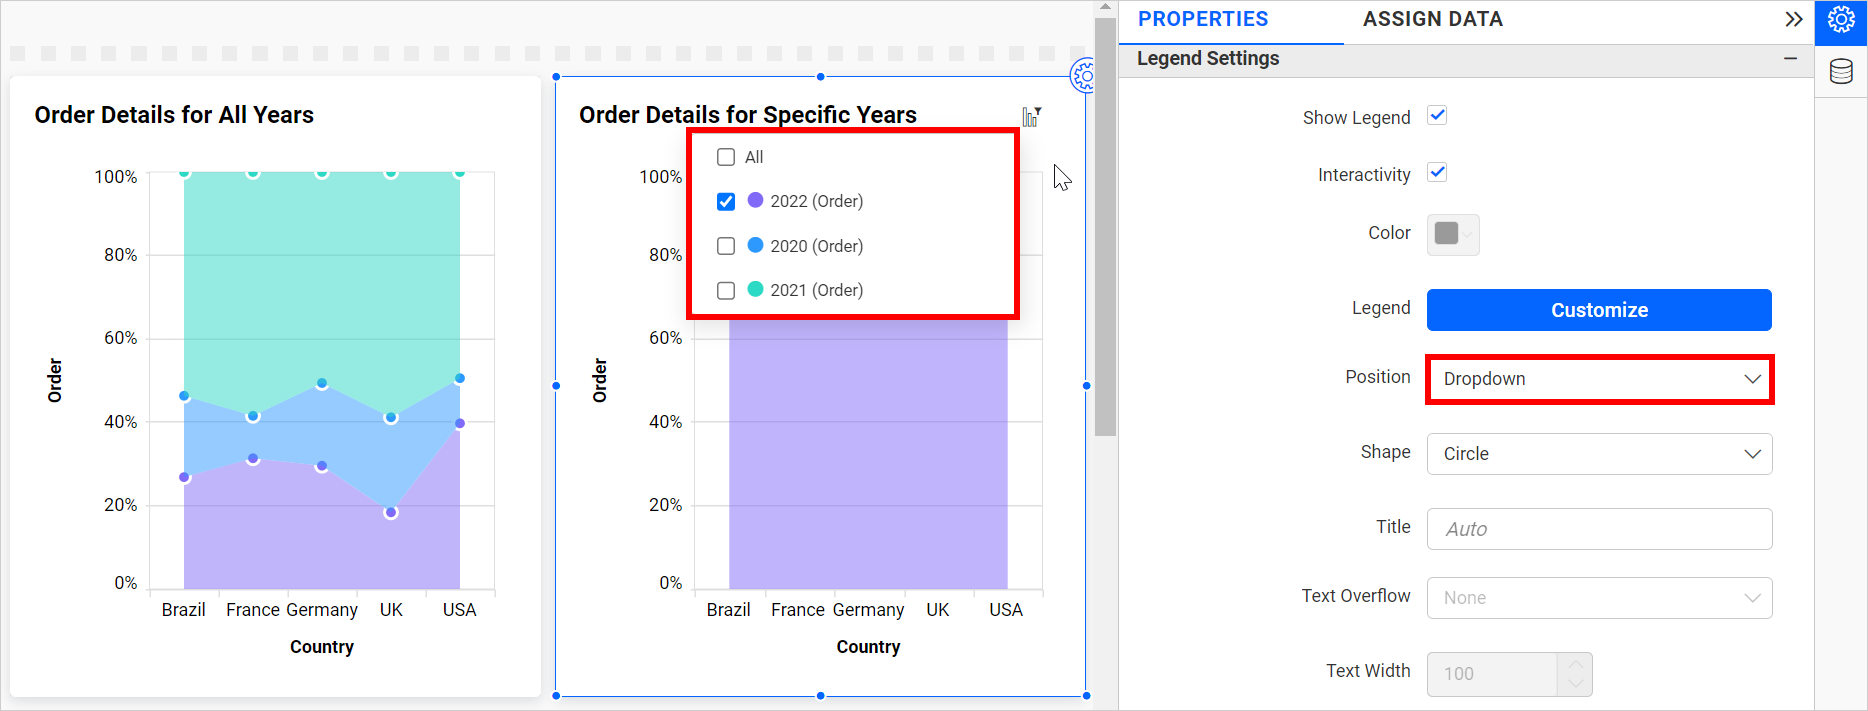 PROPERTIES
ASSIGN DATA
Legend Settings
Order Details for All Years
100%
80%
60%
40%
20%
0%
Order
Brazil France Germany UK USA
Country
Order Details for Specific Years
All
2022 (Order)
2020 (Order)
2021 (Order)
100%
80%
60%
40%
20%
0%
Order
Brazil France Germany UK USA
Country
Show Legend
Interactivity
Color
Legend Customize
Position Dropdown
Shape Circle
Title Auto
Text Overflow None
Text Width 100